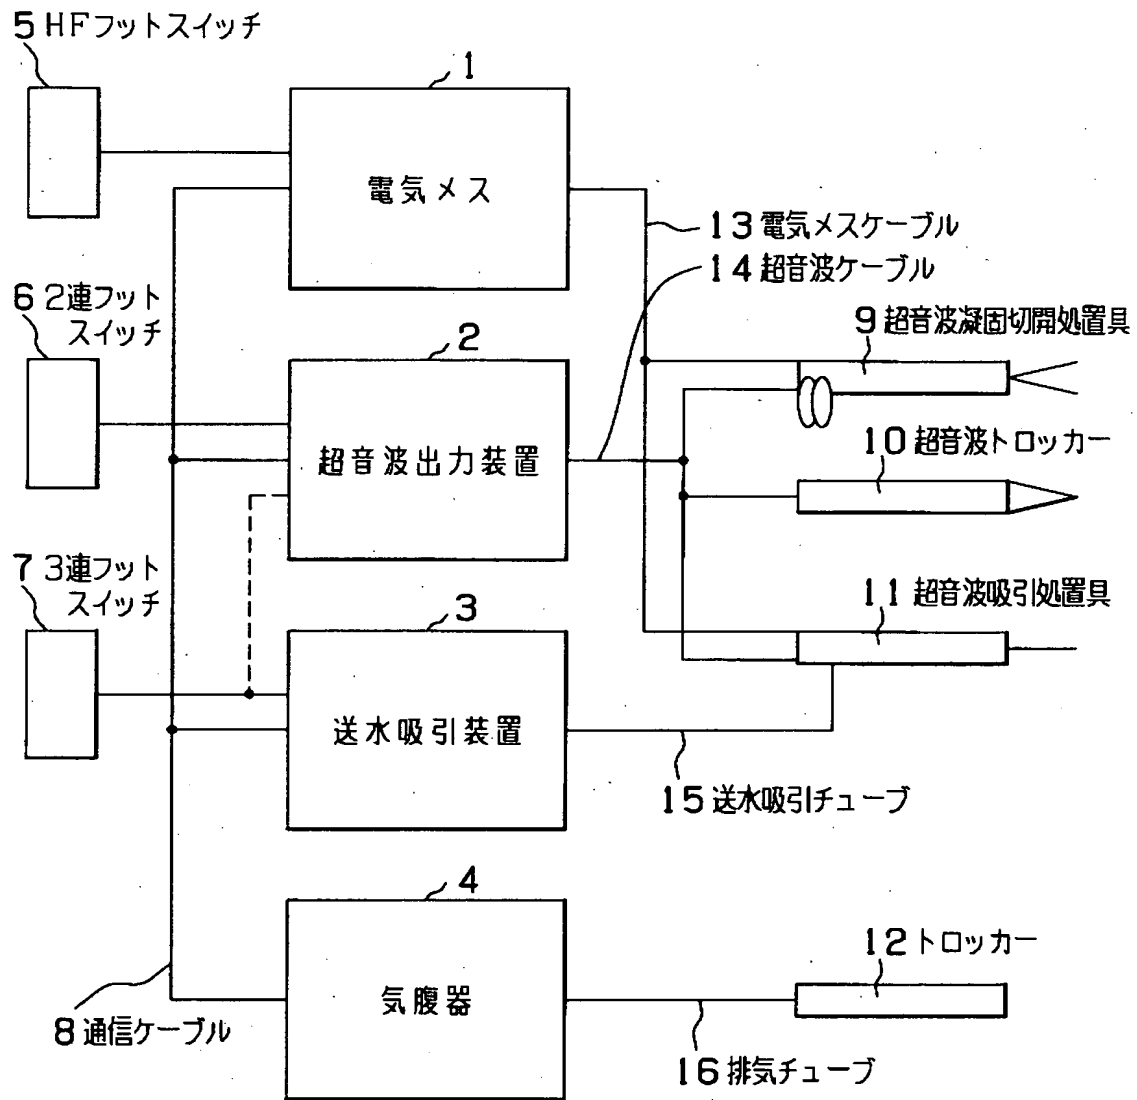 5 HFフットスイッチ
1
電気メス
13 電気メスケーブル
14 超音波ケーブル
6 2連フット
スイッチ
2
超音波出力装置
9 超音波凝固切開処置具
10 超音波トロッカー
7 3連フット
スイッチ
3
送水吸引装置
11 超音波吸引処置具
15 送水吸引チューブ
4
気腹器
12 トロッカー
8 通信ケーブル
16 排気チューブ